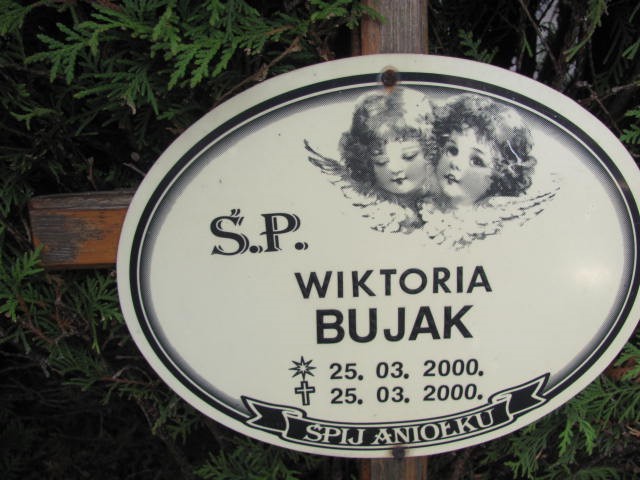 Ś.P.
WIKTORIA
BUJAK
25. 03. 2000.
25. 03. 2000.
ŚPIJ ANIOŁKU